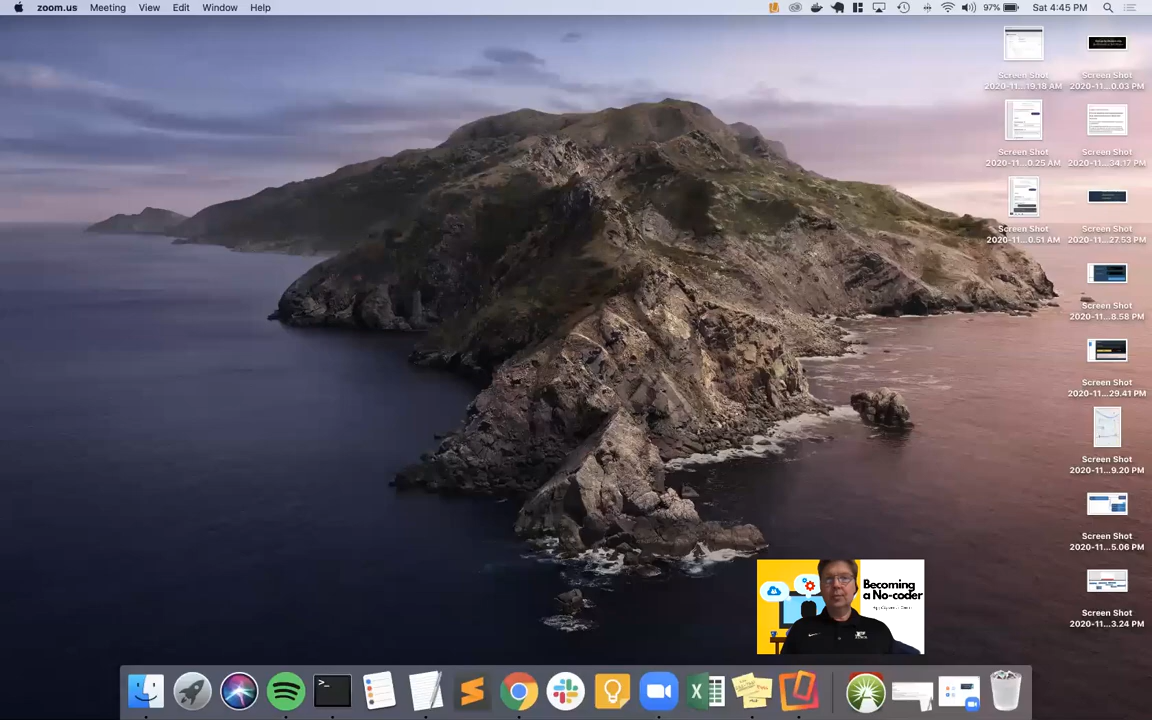 zoom.us Meeting View Edit Window Help 97% Sat 4:45 PM
Screen Shot
2020-11...19.18 AM
Screen Shot
2020-11...0.03 PM
Screen Shot
2020-11...0.25 AM
Screen Shot
2020-11...34.17 PM
Screen Shot
2020-11...0.51 AM
Screen Shot
2020-11...27.53 PM
Screen Shot
2020-11...8.58 PM
Screen Shot
2020-11...29.41 PM
Screen Shot
2020-11...9.20 PM
Screen Shot
2020-11...5.06 PM
Screen Shot
2020-11...3.24 PM
Becoming
a No-coder